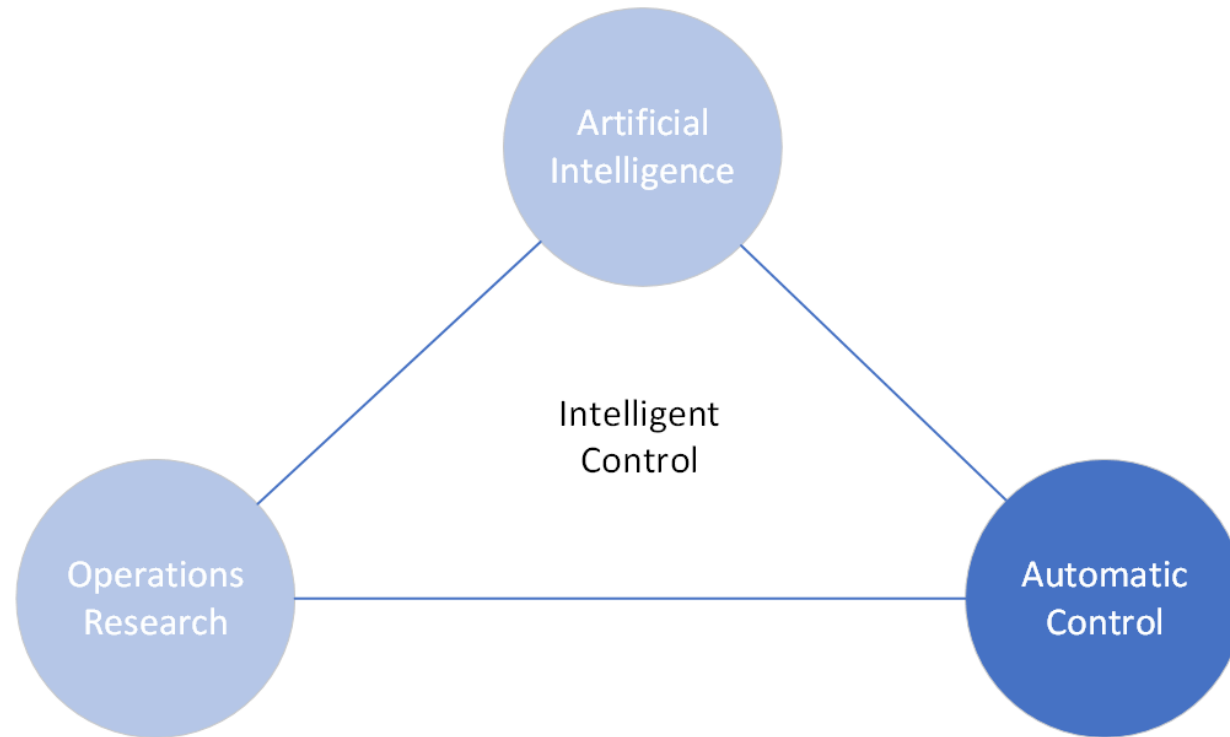 Artificial
Intelligence
Intelligent
Control
Operations
Research
Automatic
Control